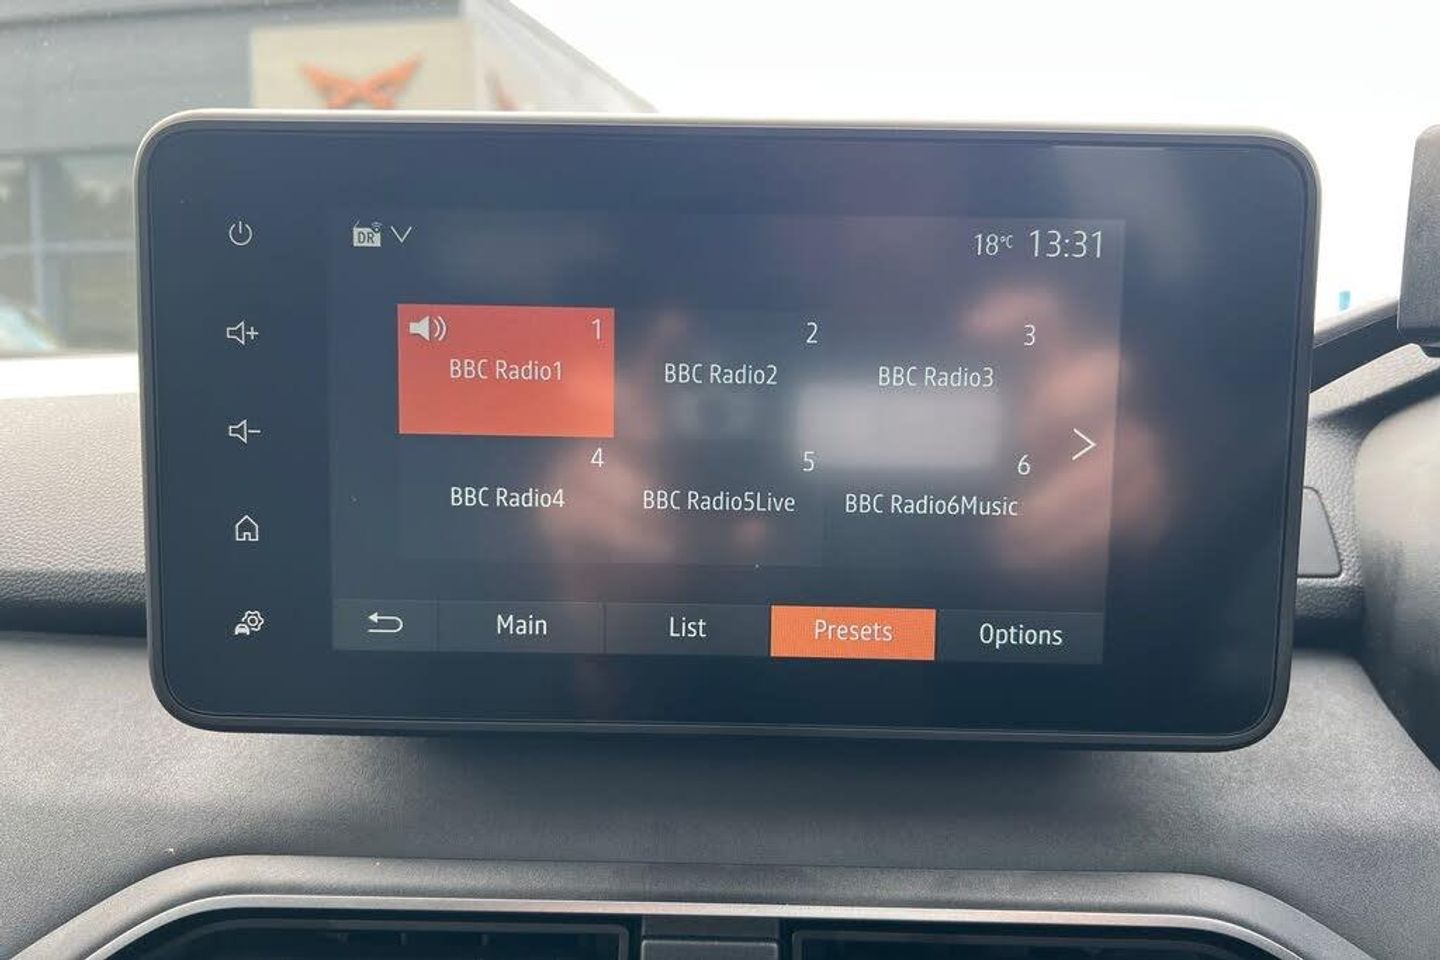 DR
18°C 13:31
1
BBC Radio1
2
BBC Radio2
3
BBC Radio3
4
BBC Radio4
5
BBC Radio5Live
6
BBC Radio6Music
Main
List
Presets
Options